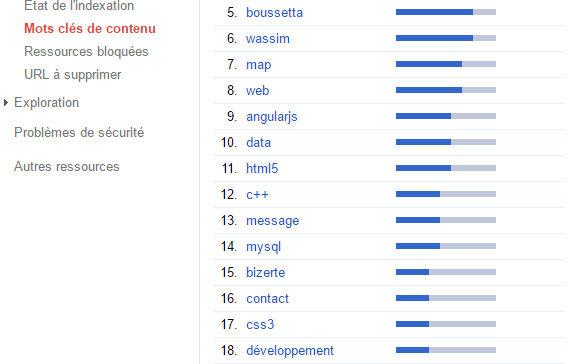 État de l'indexation
Mots clés de contenu
Ressources bloquées
URL à supprimer
Exploration
Problèmes de sécurité
Autres ressources
5. boussetta
6. wassim
7. map
8. web
9. angularjs
10. data
11. html5
12. c++
13. message
14. mysql
15. bizerte
16. contact
17. css3
18. développement